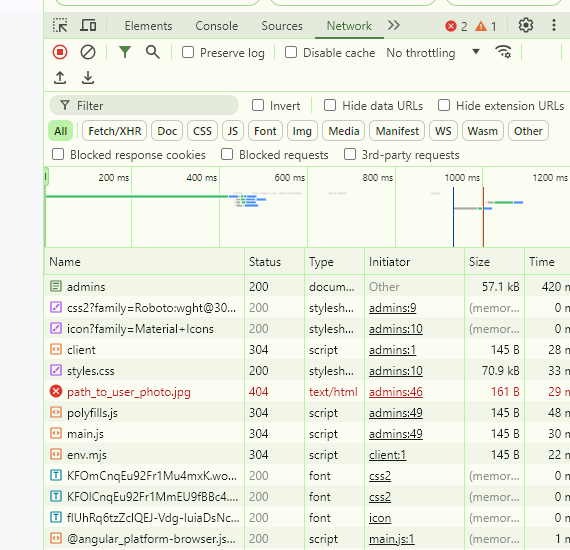 Elements Console Sources Network 2 1
Preserve log Disable cache No throttling
Filter Invert Hide data URLs Hide extension URLs
All Fetch/XHR Doc CSS JS Font Img Media Manifest WS Wasm Other
Blocked response cookies Blocked requests 3rd-party requests
200 ms 400 ms 600 ms 800 ms 1000 ms 1200 ms
Name Status Type Initiator Size Time
admins 200 docum... Other 57.1 kB 420 m
css2?family=Roboto:wght@30... 200 stylesh... admins:9 (memor... 0 m
icon?family=Material+Icons 200 stylesh... admins:10 (memor... 0 m
client 304 script admins:1 145 B 28 m
styles.css 200 stylesh... admins:10 70.9 kB 33 m
path_to_user_photo.jpg 404 text/html admins:46 161 B 29 m
polyfills.js 304 script admins:49 145 B 48 m
main.js 304 script admins:49 145 B 30 m
env.mjs 304 script client:1 145 B 22 m
KFOmCnqEu92Fr1Mu4mxK.wo... 200 font css2 (memor... 0 m
KFOlCnqEu92Fr1MmEU9fBBc4.... 200 font css2 (memor... 0 m
flUhRq6tzZclQEJ-Vdg-IuiaDsNc... 200 font icon (memor... 0 m
@angular_platform-browser.js... 200 script main.js:1 (memor... 1 m